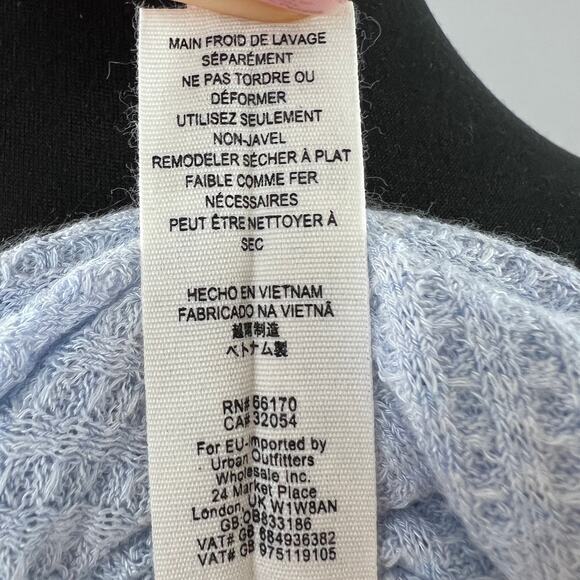 MAIN FROID DE LAVAGE
SÉPARÉMENT
NE PAS TORDRE OU
DÉFORMER
UTILISEZ SEULEMENT
NON-JAVEL
REMODELER SÉCHER À PLAT
FAIBLE COMME FER
NÉCESSAIRES
PEUT ÊTRE NETTOYER À
SEC
HECHO EN VIETNAM
FABRICADO NA VIETNÃ
越南制造
ベトナム製
RN# 66170
CA# 32054
For EU-imported by
Urban Outfitters
Wholesale Inc.
24 Market Place
London, UK W1W8AN
GB:OB833186
VAT# GB 684936382
VAT# GB 975119105